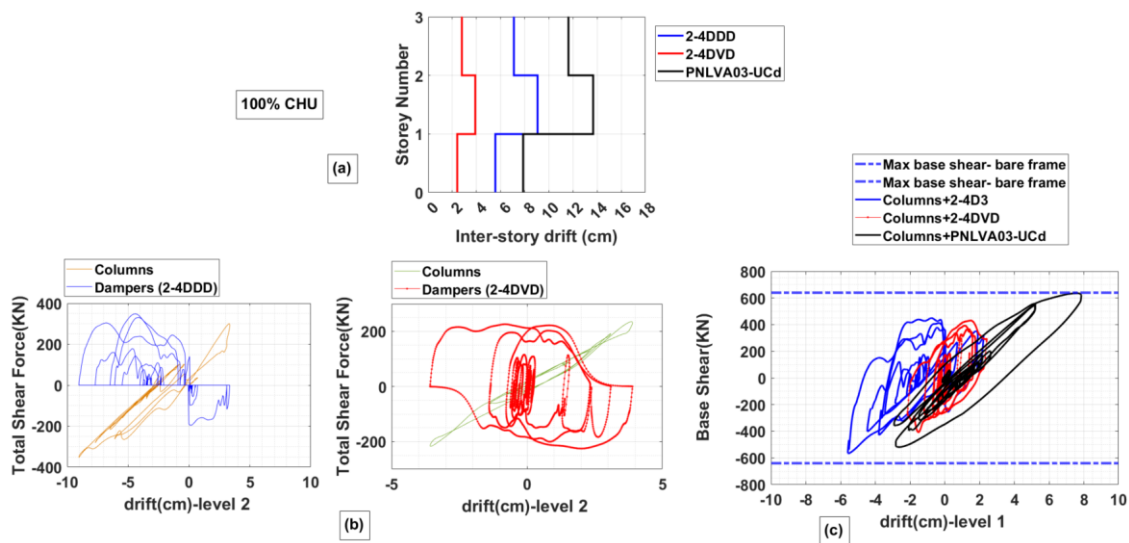 3
2
1
0
Storey Number
0 2 4 6 8 10 12 14 16 18
Inter-story drift (cm)
2-4DDD
2-4DVD
PNLVA03-UCd
100% CHU
(a)
Columns
Dampers (2-4DDD)
400
200
0
-200
-400
Total Shear Force(KN)
-10 -5 0 5 10
drift(cm)-level 2
Columns
Dampers (2-4DVD)
200
0
-200
Total Shear Force(KN)
-5 0 5
drift(cm)-level 2
(b)
Max base shear- bare frame
Max base shear- bare frame
Columns+2-4D3
Columns+2-4DVD
Columns+PNLVA03-UCd
800
600
400
200
0
-200
-400
-600
-800
Base Shear(KN)
-10 -8 -6 -4 -2 0 2 4 6 8 10
drift(cm)-level 1
(c)